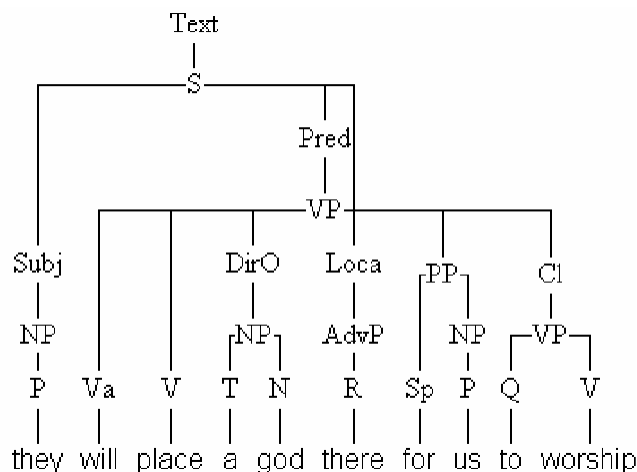 Text
S
Pred
VP
Subj DirO Loca PP Cl
NP NP AdvP NP VP
P Va V T N R Sp P Q V
they will place a god there for us to worship